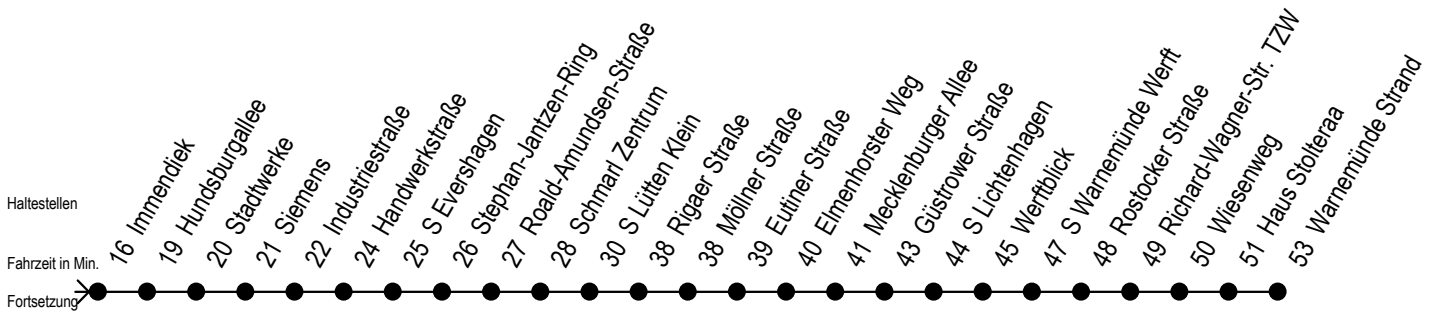 16 Immendiek
19 Hundsburgallee
20 Stadtwerke
21 Siemens
22 Industriestraße
24 Handwerkstraße
25 S Evershagen
26 Stephan-Jantzen-Ring
27 Roald-Amundsen-Straße
28 Schmarl Zentrum
30 S Lütten Klein
38 Rigaer Straße
38 Möllner Straße
39 Eutiner Straße
40 Elmenhorster Weg
41 Mecklenburger Allee
43 Güstrower Straße
44 S Lichtenhagen
45 Werftblick
47 S Warnemünde Werft
48 Rostocker Straße
49 Richard-Wagner-Str. TZW
50 Wiesenweg
51 Haus Stolteraa
53 Warnemünde Strand
Haltestellen
Fahrzeit in Min.
Fortsetzung